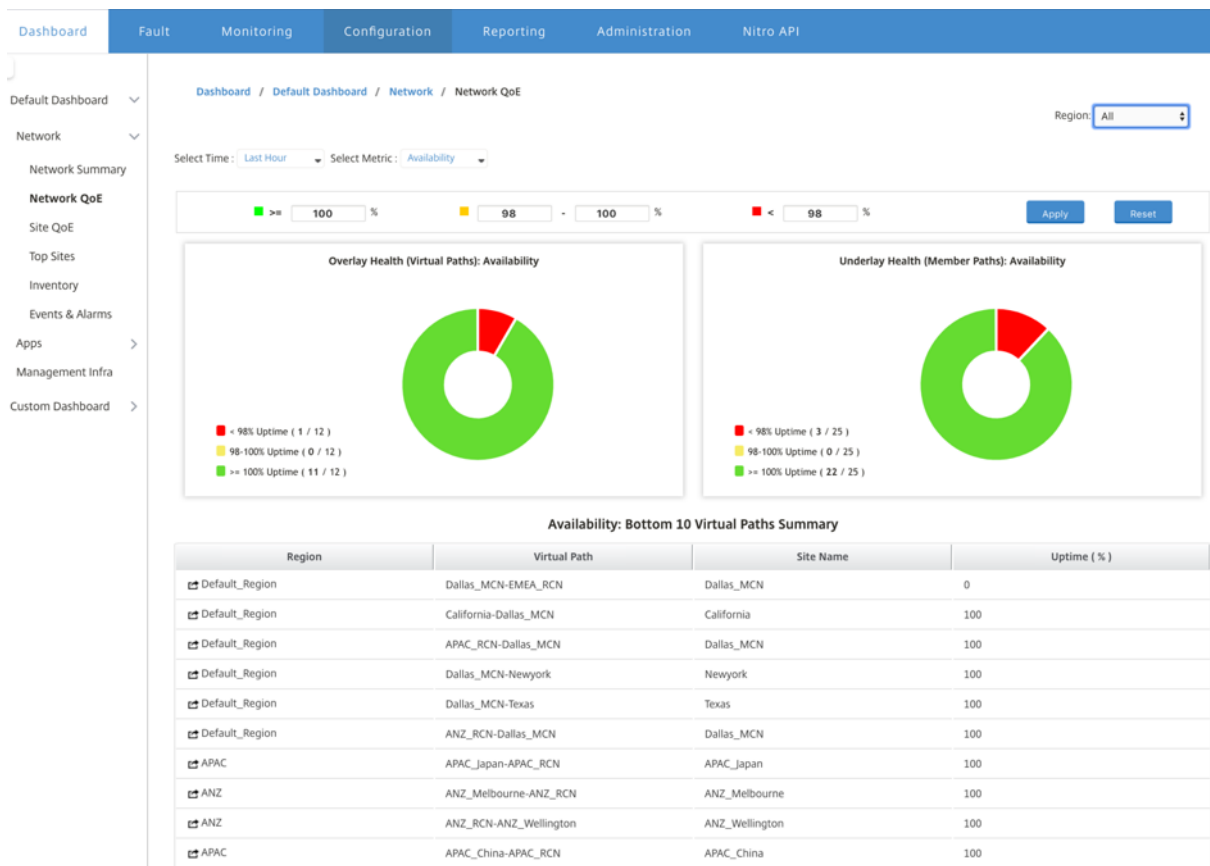 Dashboard Fault Monitoring Configuration Reporting Administration Nitro API
Default Dashboard
Network
Network Summary
Network QoE
Site QoE
Top Sites
Inventory
Events & Alarms
Apps
Management Infra
Custom Dashboard
Dashboard / Default Dashboard / Network / Network QoE
Region: All
Select Time : Last Hour Select Metric : Availability
>= 100 % 98 - 100 % < 98 % Apply Reset
Overlay Health (Virtual Paths): Availability
< 98% Uptime ( 1 / 12 )
98-100% Uptime ( 0 / 12 )
>= 100% Uptime ( 11 / 12 )
Underlay Health (Member Paths): Availability
< 98% Uptime ( 3 / 25 )
98-100% Uptime ( 0 / 25 )
>= 100% Uptime ( 22 / 25 )
Availability: Bottom 10 Virtual Paths Summary
Region Virtual Path Site Name Uptime ( % )
Default_Region Dallas_MCN-EMEA_RCN Dallas_MCN 0
Default_Region California-Dallas_MCN California 100
Default_Region APAC_RCN-Dallas_MCN Dallas_MCN 100
Default_Region Dallas_MCN-Newyork Newyork 100
Default_Region Dallas_MCN-Texas Texas 100
Default_Region ANZ_RCN-Dallas_MCN Dallas_MCN 100
APAC APAC_Japan-APAC_RCN APAC_Japan 100
ANZ ANZ_Melbourne-ANZ_RCN ANZ_Melbourne 100
ANZ ANZ_RCN-ANZ_Wellington ANZ_Wellington 100
APAC APAC_China-APAC_RCN APAC_China 100